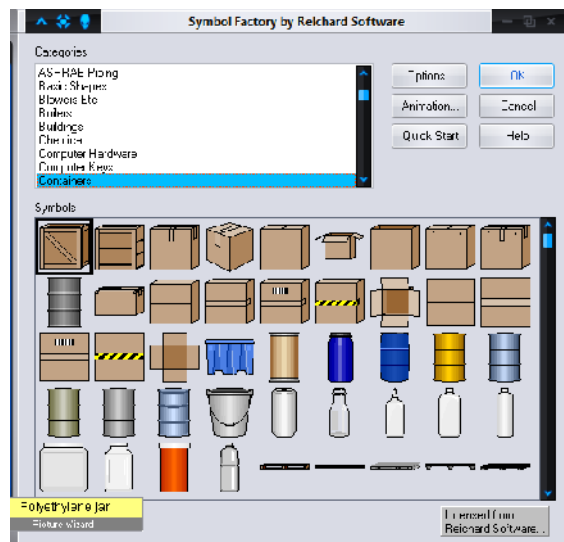 Symbol Factory by Reichard Software
Categories
ASHRAE Piping
Basic Shapes
Blowers Etc
Boilers
Buildings
Chemical
Computer Hardware
Computer Keys
Containers
Options
OK
Animation...
Cancel
Quick Start
Help
Symbols
Polyethylene jar
Picture Wizard
Licensed from
Reichard Software...